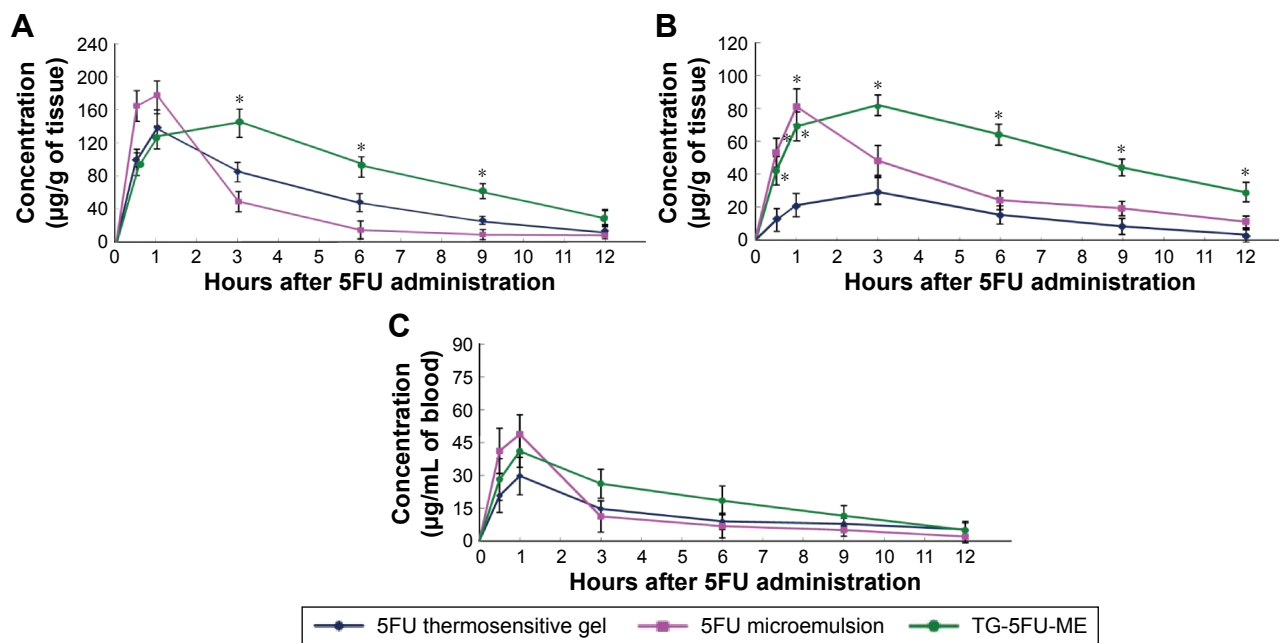 A
Concentration
(µg/g of tissue)
240
200
160
120
80
40
0
*
*
*
0 1 2 3 4 5 6 7 8 9 10 11 12
Hours after 5FU administration
B
Concentration
(µg/g of tissue)
120
100
80
60
40
20
0
*
*
*
*
*
*
*
*
0 1 2 3 4 5 6 7 8 9 10 11 12
Hours after 5FU administration
C
Concentration
(µg/mL of blood)
90
75
60
45
30
15
0
0 1 2 3 4 5 6 7 8 9 10 11 12
Hours after 5FU administration
5FU thermosensitive gel 5FU microemulsion TG-5FU-ME